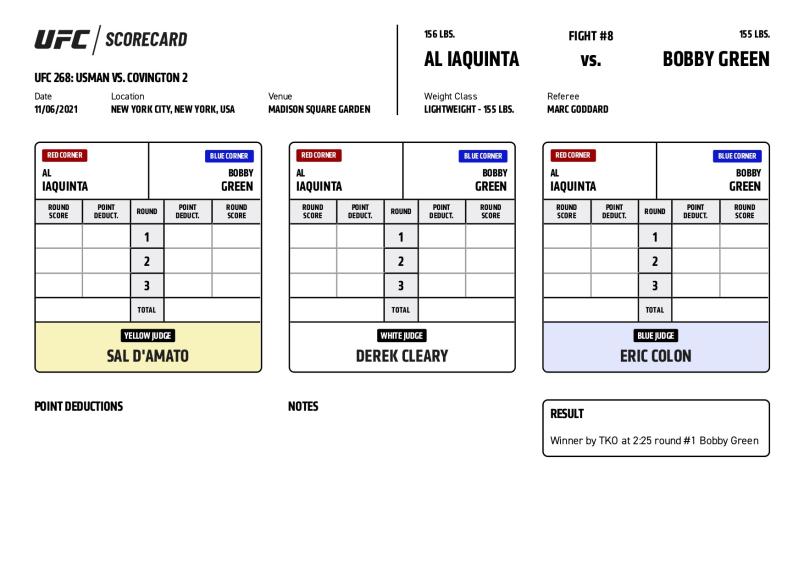 UFC / SCORECARD
UFC 268: USMAN VS. COVINGTON 2
Date Location Venue
11/06/2021 NEW YORK CITY, NEW YORK, USA MADISON SQUARE GARDEN
156 LBS. FIGHT #8 155 LBS.
AL IAQUINTA VS. BOBBY GREEN
Weight Class Referee
LIGHTWEIGHT - 155 LBS. MARC GODDARD
RED CORNER BLUE CORNER
AL BOBBY
IAQUINTA GREEN
ROUND POINT ROUND POINT ROUND
SCORE DEDUCT. DEDUCT. SCORE
1
2
3
TOTAL
YELLOW JUDGE
SAL D'AMATO
RED CORNER BLUE CORNER
AL BOBBY
IAQUINTA GREEN
ROUND POINT ROUND POINT ROUND
SCORE DEDUCT. DEDUCT. SCORE
1
2
3
TOTAL
WHITE JUDGE
DEREK CLEARY
RED CORNER BLUE CORNER
AL BOBBY
IAQUINTA GREEN
ROUND POINT ROUND POINT ROUND
SCORE DEDUCT. DEDUCT. SCORE
1
2
3
TOTAL
BLUE JUDGE
ERIC COLON
POINT DEDUCTIONS
NOTES
RESULT
Winner by TKO at 2:25 round #1 Bobby Green